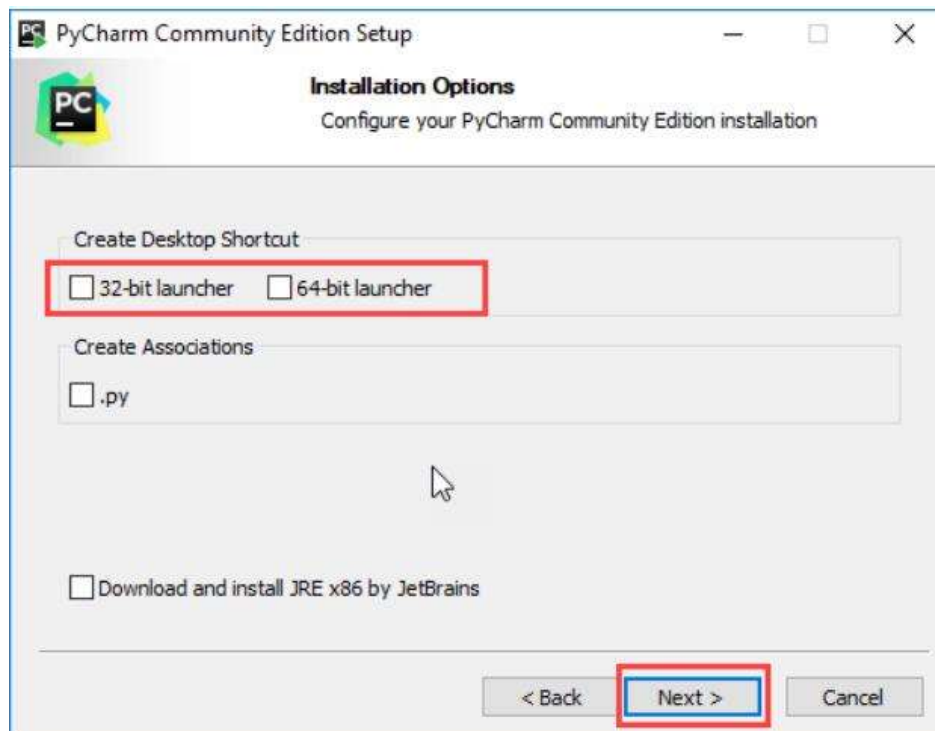 PC PyCharm Community Edition Setup
PC
Installation Options
Configure your PyCharm Community Edition installation
Create Desktop Shortcut
32-bit launcher 64-bit launcher
Create Associations
.py
Download and install JRE x86 by JetBrains
< Back Next > Cancel